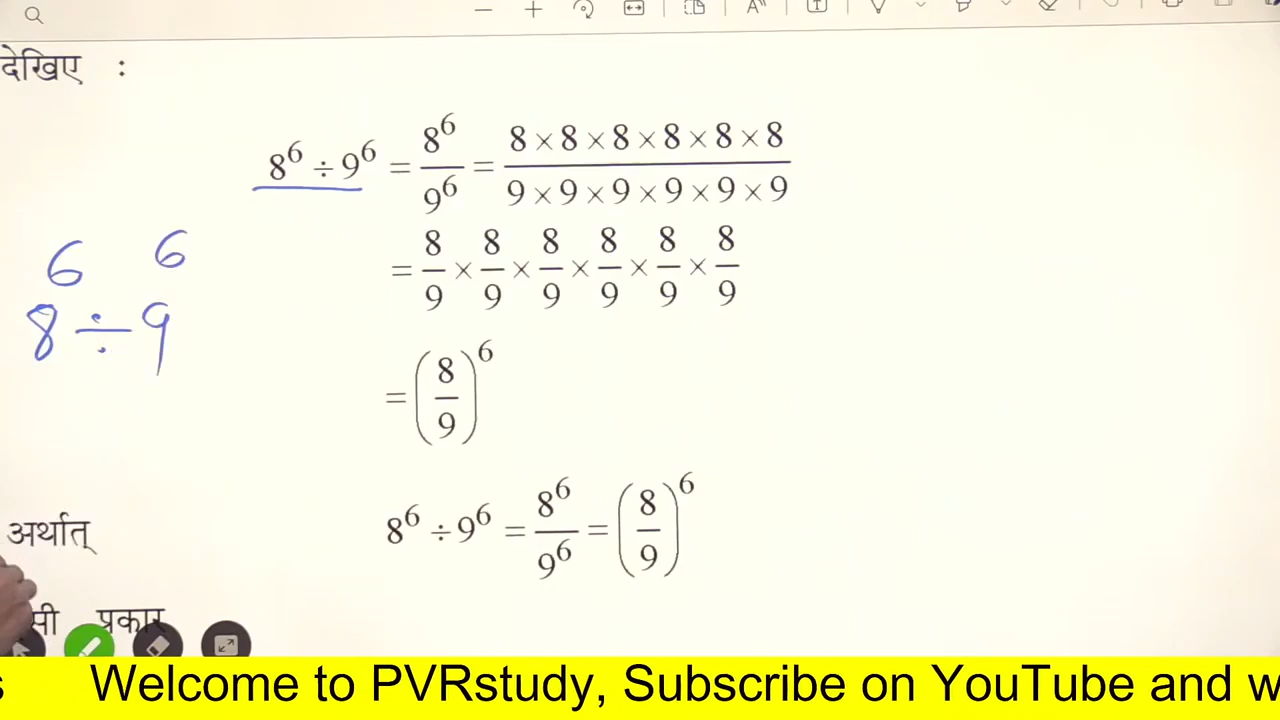 देखिए :
8⁶ ÷ 9⁶ = 8⁶/9⁶ = (8 × 8 × 8 × 8 × 8 × 8)/(9 × 9 × 9 × 9 × 9 × 9)
= 8/9 × 8/9 × 8/9 × 8/9 × 8/9 × 8/9
6 6
8 ÷ 9
= (8/9)⁶
अर्थात् 8⁶ ÷ 9⁶ = 8⁶/9⁶ = (8/9)⁶
प्रकार
Welcome to PVRstudy, Subscribe on YouTube and w